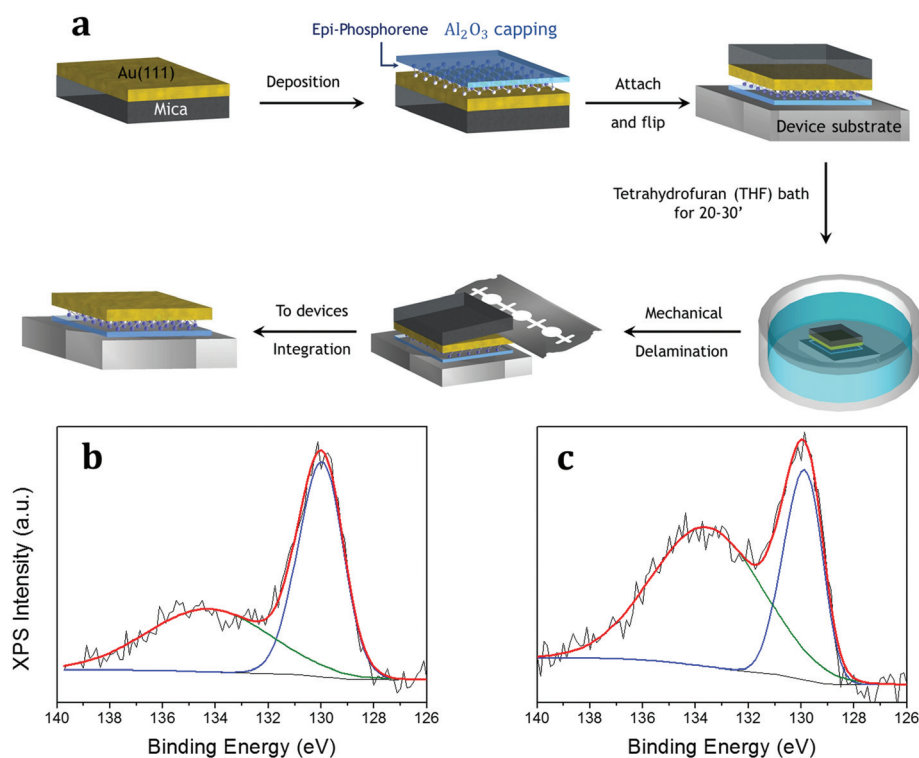 a
Epi-Phosphorene
Al₂O₃ capping
Au(111)
Mica
Deposition
Attach
and flip
Device substrate
Tetrahydrofuran (THF) bath
for 20-30'
To devices
Integration
Mechanical
Delamination
b
XPS Intensity (a.u.)
140 138 136 134 132 130 128 126
Binding Energy (eV)
c
140 138 136 134 132 130 128 126
Binding Energy (eV)